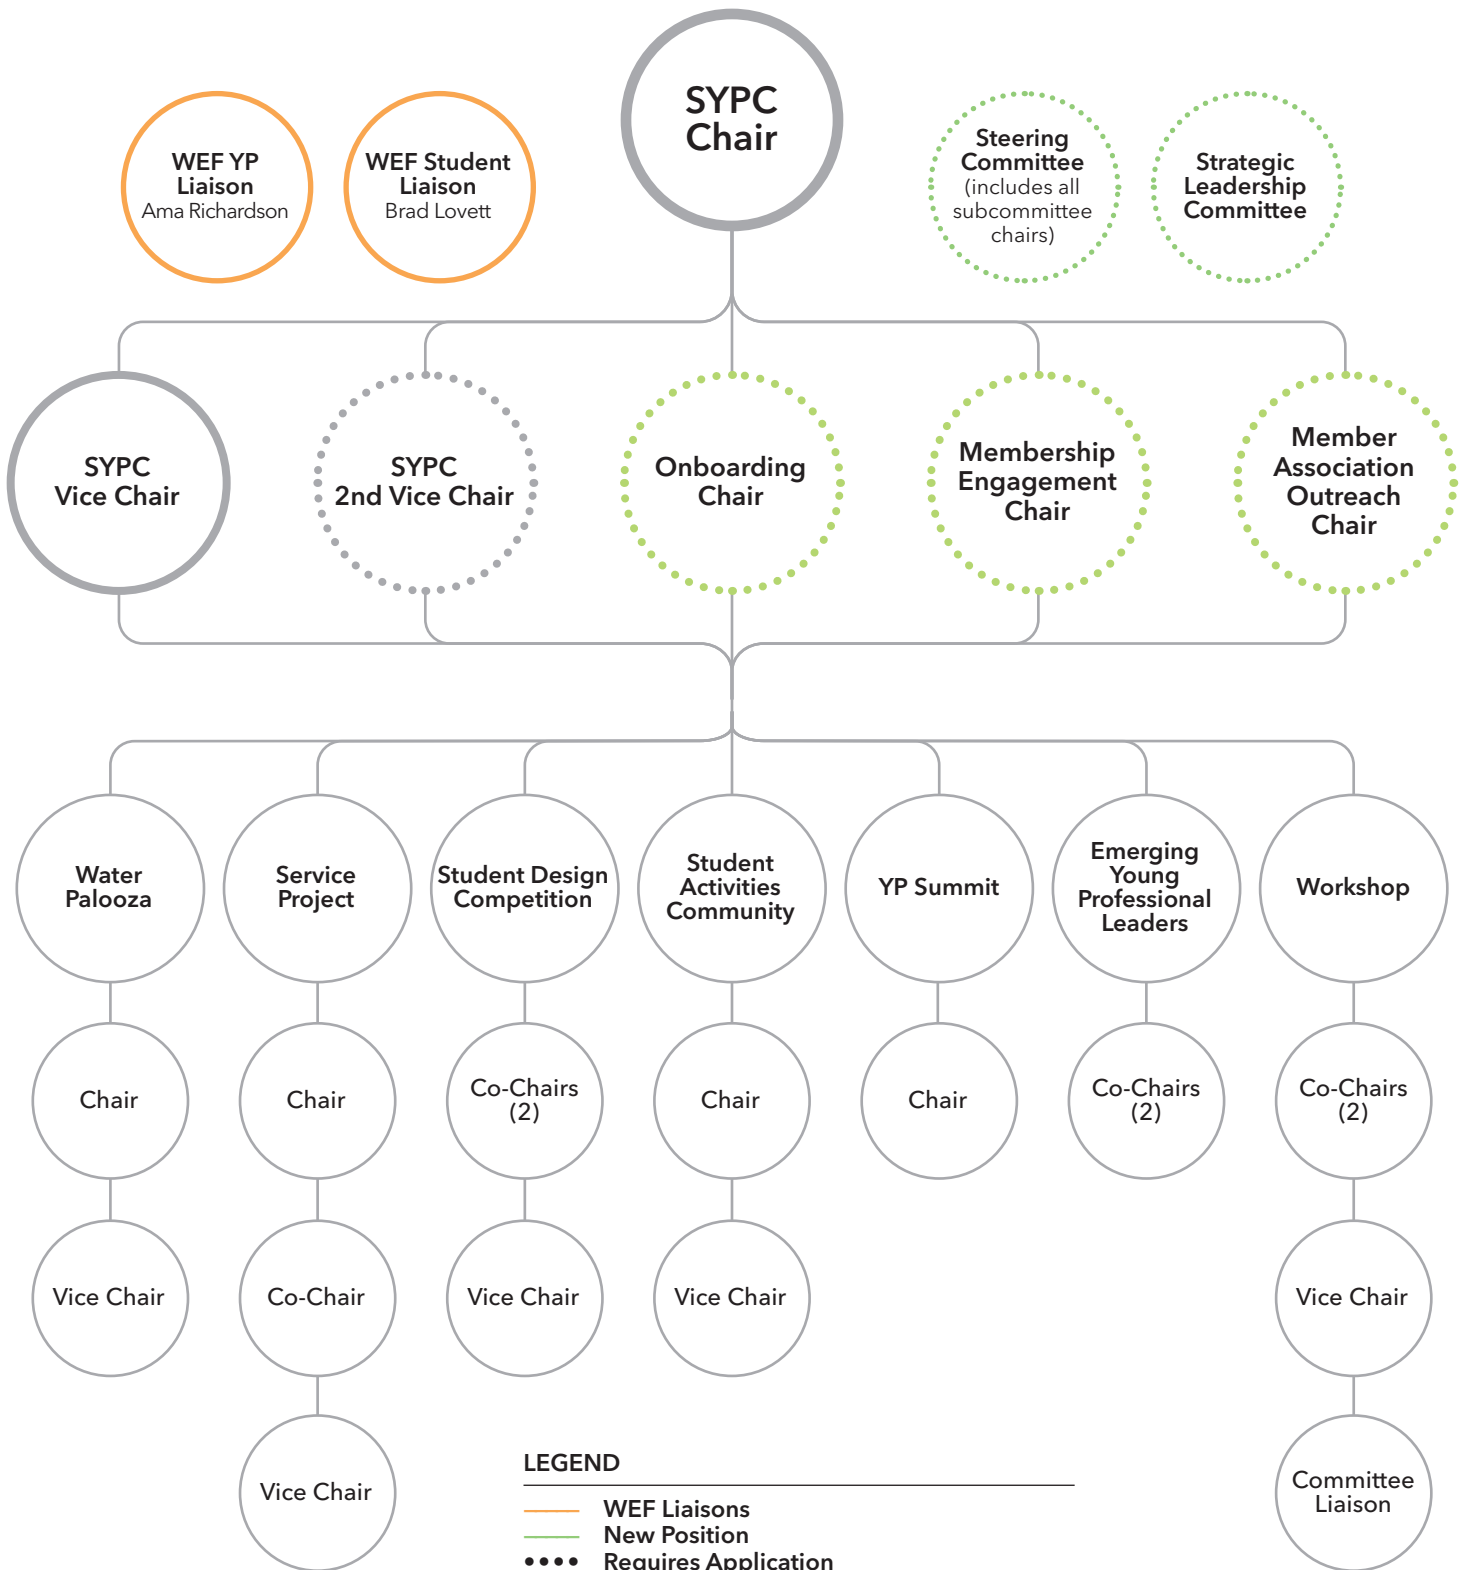 SYPC
Chair
WEF YP
Liaison
Ama Richardson
WEF Student
Liaison
Brad Lovett
Steering
Committee
(includes all
subcommittee
chairs)
Strategic
Leadership
Committee
SYPC
Vice Chair
SYPC
2nd Vice Chair
Onboarding
Chair
Membership
Engagement
Chair
Member
Association
Outreach
Chair
Water
Palooza
Service
Project
Student Design
Competition
Student
Activities
Community
YP Summit
Emerging
Young
Professional
Leaders
Workshop
Chair
Chair
Co-Chairs
(2)
Chair
Chair
Co-Chairs
(2)
Co-Chairs
(2)
Vice Chair
Co-Chair
Vice Chair
Vice Chair
Vice Chair
Vice Chair
Committee
Liaison
LEGEND
WEF Liaisons
New Position
Requires Application